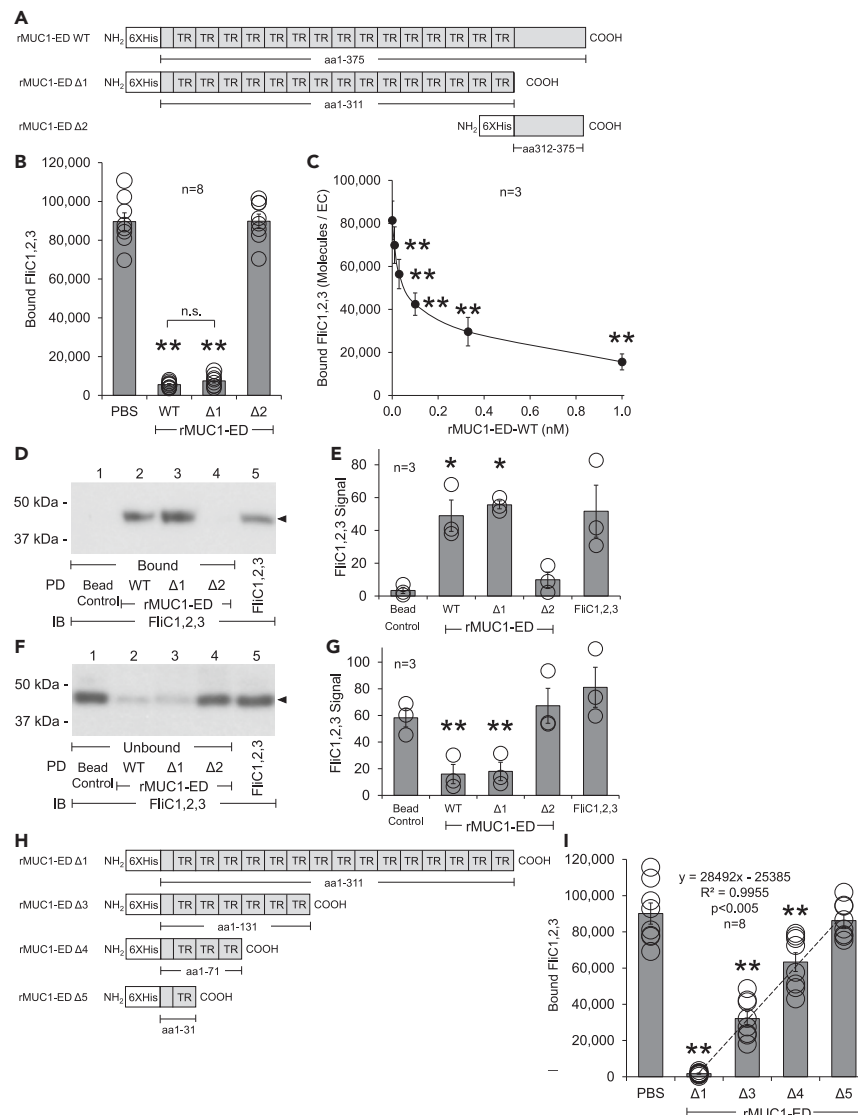 A
rMUC1-ED WT NH2 6XHis TR TR TR TR TR TR TR TR TR TR TR TR TR TR TR COOH
aa1-375
rMUC1-ED Δ1 NH2 6XHis TR TR TR TR TR TR TR TR TR TR TR TR TR TR TR COOH
aa1-311
rMUC1-ED Δ2 NH2 6XHis COOH
aa312-375
B
Bound FliC1,2,3
120,000
100,000
80,000
60,000
40,000
20,000
0
n=8
n.s.
** **
PBS WT Δ1 Δ2
rMUC1-ED
C
Bound FliC1,2,3 (Molecules / EC)
100,000
80,000
60,000
40,000
20,000
0
n=3
**
**
**
**
**
0.0 0.2 0.4 0.6 0.8 1.0
rMUC1-ED-WT (nM)
D
1 2 3 4 5
50 kDa -
37 kDa -
Bound
PD Bead Control WT Δ1 Δ2 FliC1,2,3
rMUC1-ED
IB FliC1,2,3
E
FliC1,2,3 Signal
80
60
40
20
0
n=3
* *
Bead Control WT Δ1 Δ2 FliC1,2,3
rMUC1-ED
F
1 2 3 4 5
50 kDa -
37 kDa -
Unbound
PD Bead Control WT Δ1 Δ2 FliC1,2,3
rMUC1-ED
IB FliC1,2,3
G
FliC1,2,3 Signal
100
80
60
40
20
0
n=3
** **
Bead Control WT Δ1 Δ2 FliC1,2,3
rMUC1-ED
H
rMUC1-ED Δ1 NH2 6XHis TR TR TR TR TR TR TR TR TR TR TR TR TR TR TR COOH
aa1-311
rMUC1-ED Δ3 NH2 6XHis TR TR TR TR TR TR COOH
aa1-131
rMUC1-ED Δ4 NH2 6XHis TR TR TR COOH
aa1-71
rMUC1-ED Δ5 NH2 6XHis TR COOH
aa1-31
I
Bound FliC1,2,3
120,000
100,000
80,000
60,000
40,000
20,000
0
y = 28492x - 25385
R² = 0.9955
p<0.005
n=8
** ** **
PBS Δ1 Δ3 Δ4 Δ5
rMUC1-ED